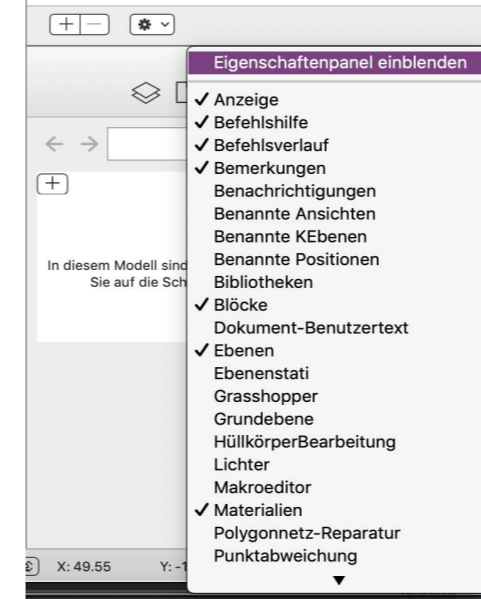 Eigenschaftenpanel einblenden
✓ Anzeige
✓ Befehlshilfe
✓ Befehlsverlauf
✓ Bemerkungen
Benachrichtigungen
Benannte Ansichten
Benannte KEbenen
Benannte Positionen
Bibliotheken
✓ Blöcke
Dokument-Benutzertext
✓ Ebenen
Ebenenstati
Grasshopper
Grundebene
HüllkörperBearbeitung
Lichter
Makroeditor
✓ Materialien
Polygonnetz-Reparatur
Punktabweichung
In diesem Modell sind
Sie auf die Sch
X: 49.55 Y: -1